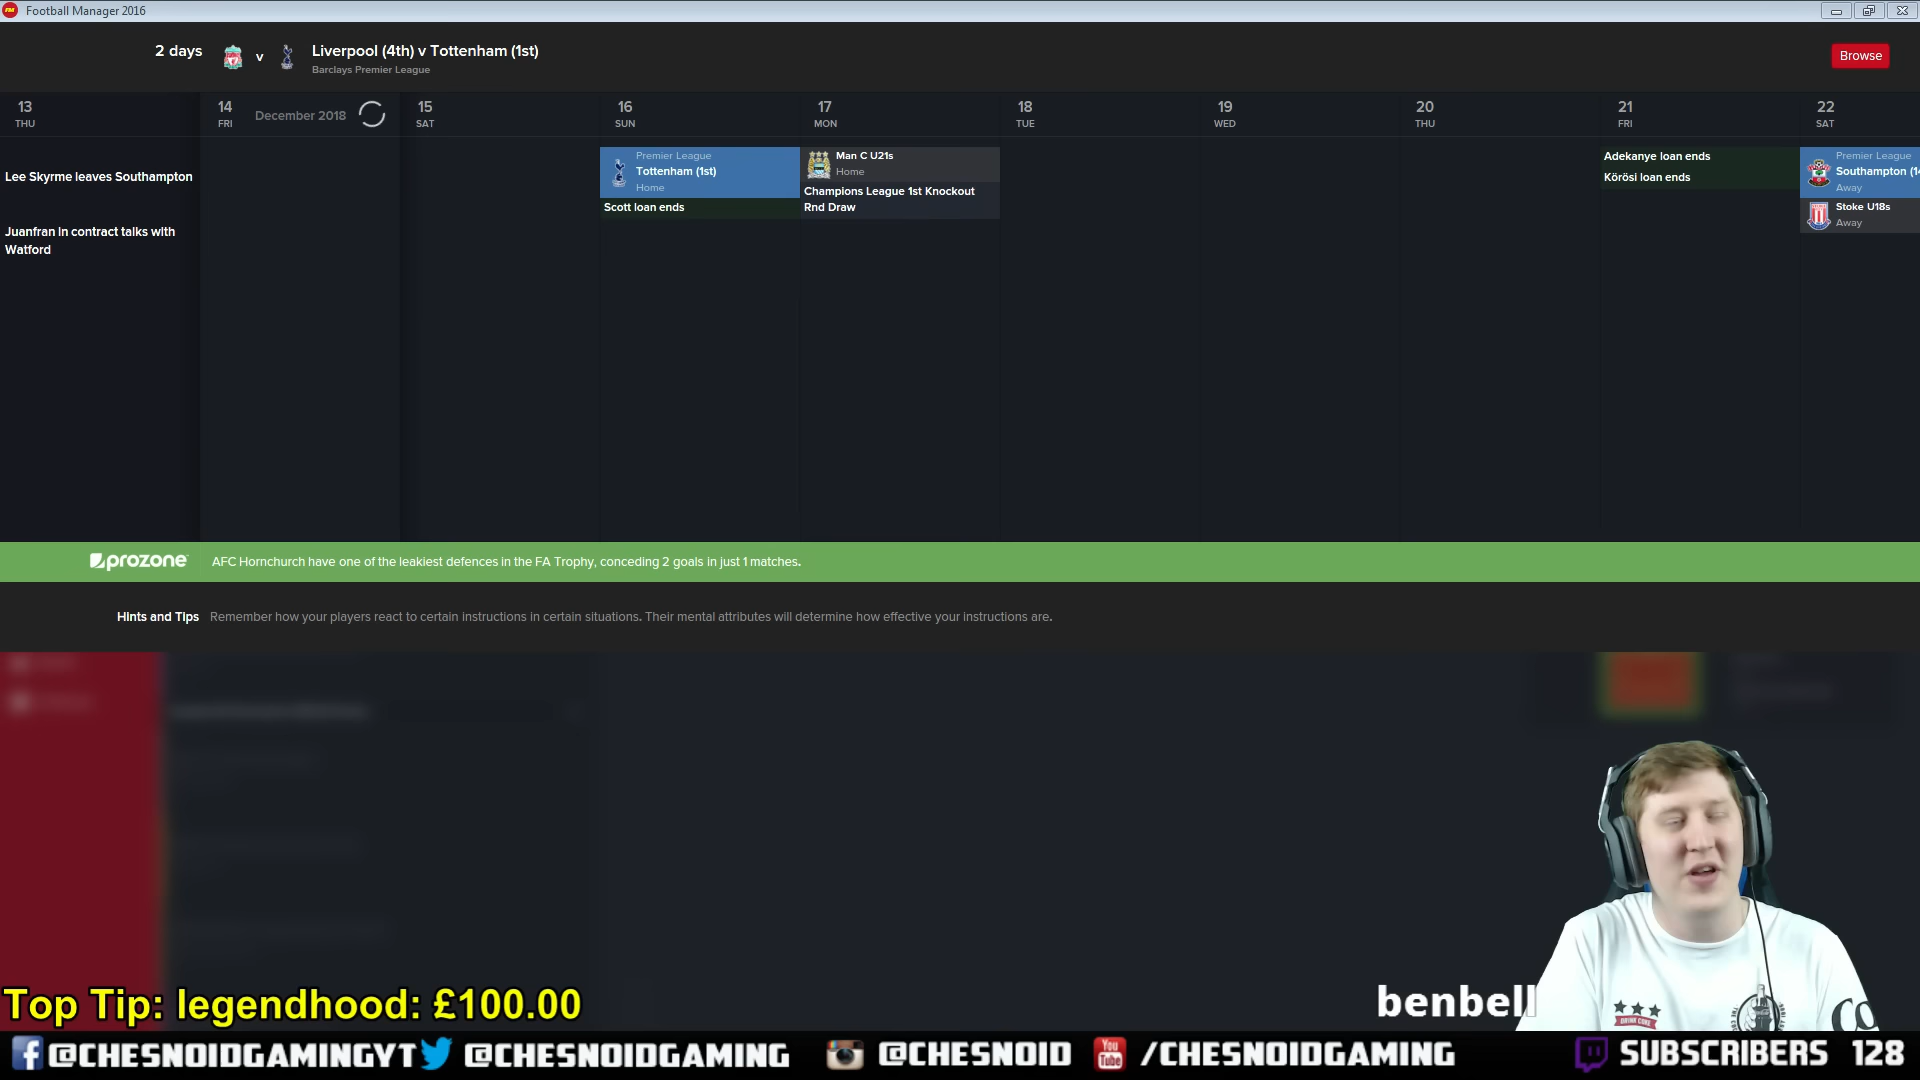 Football Manager 2016
2 days
v
Liverpool (4th) v Tottenham (1st)
Barclays Premier League
Browse
13
THU
14
FRI
December 2018
15
SAT
16
SUN
17
MON
18
TUE
19
WED
20
THU
21
FRI
22
SAT
Lee Skyrme leaves Southampton
Juanfran in contract talks with
Watford
Premier League
Tottenham (1st)
Home
Scott loan ends
Man C U21s
Home
Champions League 1st Knockout
Rnd Draw
Adekanye loan ends
Körösi loan ends
Premier League
Southampton (14
Away
Stoke U18s
Away
prozone
AFC Hornchurch have one of the leakiest defences in the FA Trophy, conceding 2 goals in just 1 matches.
Hints and Tips
Remember how your players react to certain instructions in certain situations. Their mental attributes will determine how effective your instructions are.
Top Tip: legendhood: £100.00
benbell
DRINK COKE
Co
@CHESNOIDGAMINGYT
@CHESNOIDGAMING
@CHESNOID
You
Tube
/CHESNOIDGAMING
SUBSCRIBERS 128